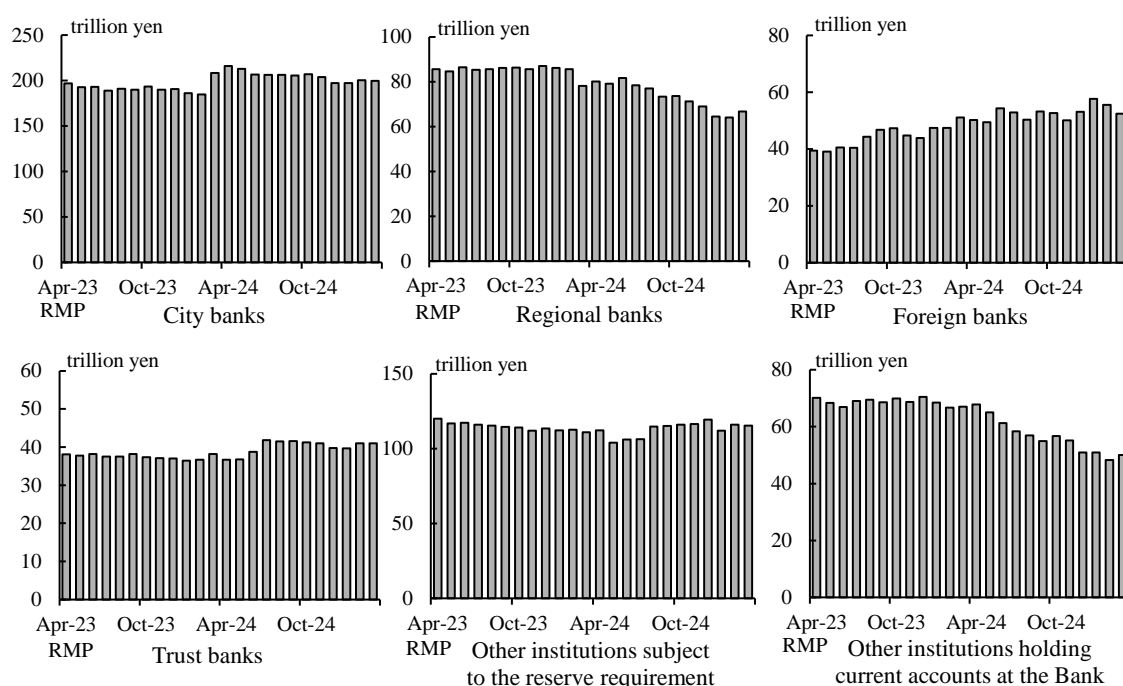 trillion yen
250
200
150
100
50
0
Apr-23 Oct-23 Apr-24 Oct-24
RMP
City banks
trillion yen
100
80
60
40
20
0
Apr-23 Oct-23 Apr-24 Oct-24
RMP
Regional banks
trillion yen
80
60
40
20
0
Apr-23 Oct-23 Apr-24 Oct-24
RMP
Foreign banks
trillion yen
60
50
40
30
20
10
0
Apr-23 Oct-23 Apr-24 Oct-24
RMP
Trust banks
trillion yen
150
100
50
0
Apr-23 Oct-23 Apr-24 Oct-24
RMP
Other institutions subject
to the reserve requirement
trillion yen
80
60
40
20
0
Apr-23 Oct-23 Apr-24 Oct-24
RMP
Other institutions holding
current accounts at the Bank